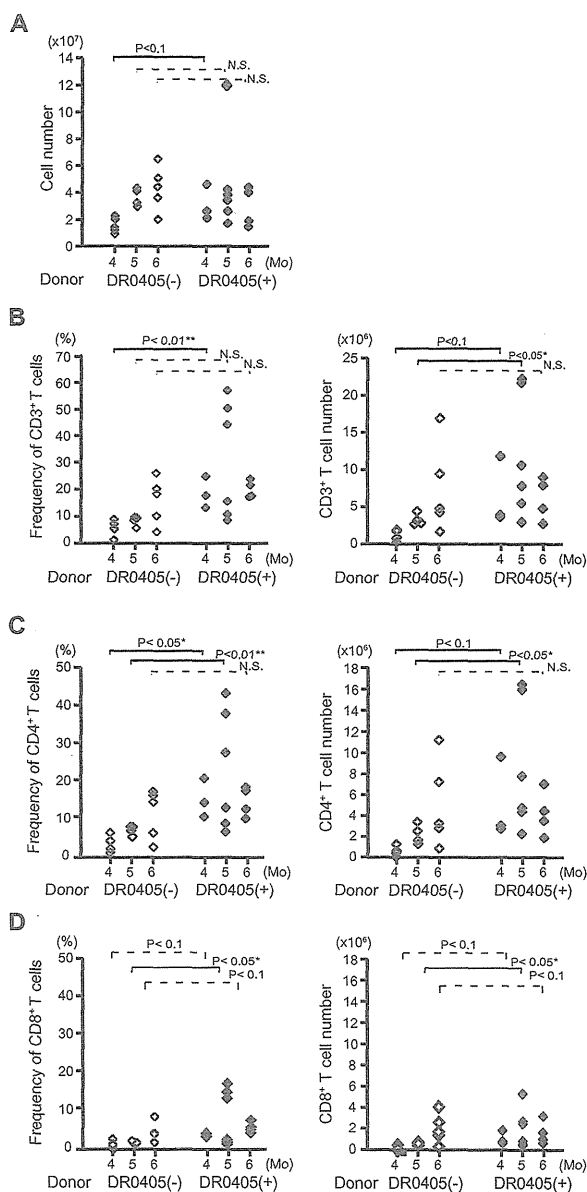 A
(x10⁷)
P<0.1
N.S.
N.S.
14
12
10
8
6
4
2
0
Cell number
4 5 6 4 5 6 (Mo)
Donor DR0405(-) DR0405(+)
B
(%)
P< 0.01**
N.S.
N.S.
70
60
50
40
30
20
10
0
Frequency of CD3⁺ T cells
4 5 6 4 5 6 (Mo)
Donor DR0405(-) DR0405(+)
(x10⁶)
P<0.1
P<0.05*
N.S.
25
20
15
10
5
0
CD3⁺ T cell number
4 5 6 4 5 6 (Mo)
DR0405(-) DR0405(+)
C
(%)
P< 0.05*
P<0.01**
N.S.
50
40
30
20
10
0
Frequency of CD4⁺ T cells
4 5 6 4 5 6 (Mo)
Donor DR0405(-) DR0405(+)
(x10⁶)
P< 0.1
P<0.05*
N.S.
18
16
14
12
10
8
6
4
2
0
CD4⁺ T cell number
4 5 6 4 5 6 (Mo)
Donor DR0405(-) DR0405(+)
D
(%)
P< 0.1
P< 0.05*
P< 0.1
50
40
30
20
10
0
Frequency of CD8⁺ T cells
4 5 6 4 5 6 (Mo)
Donor DR0405(-) DR0405(+)
(x10⁶)
P< 0.1
P< 0.05*
P< 0.1
18
16
14
12
10
8
6
4
2
0
CD8⁺ T cell number
4 5 6 4 5 6 (Mo)
Donor DR0405(-) DR0405(+)